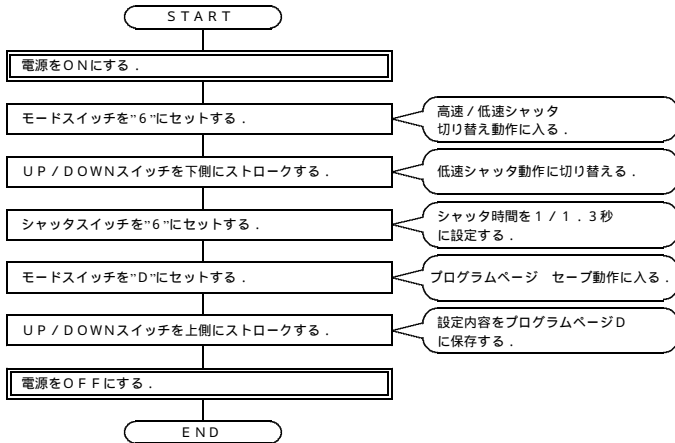 ＳＴＡＲＴ
電源をＯＮにする．
モードスイッチを”６”にセットする．
高速／低速シャッタ
切り替え動作に入る．
ＵＰ／ＤＯＷＮスイッチを下側にストロークする．
低速シャッタ動作に切り替える．
シャッタスイッチを”６”にセットする．
シャッタ時間を１／１．３秒
に設定する．
モードスイッチを”Ｄ”にセットする．
プログラムページ　セーブ動作に入る．
ＵＰ／ＤＯＷＮスイッチを上側にストロークする．
設定内容をプログラムページＤ
に保存する．
電源をＯＦＦにする．
ＥＮＤ